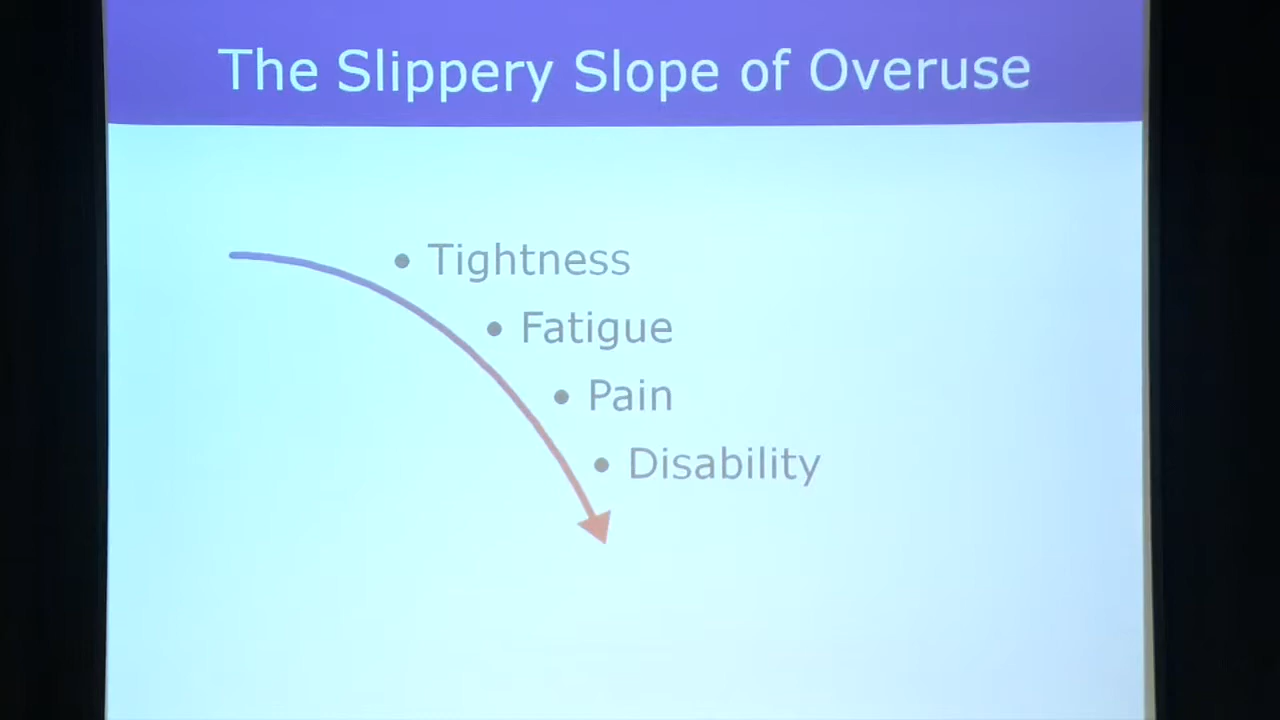 The Slippery Slope of Overuse
• Tightness
• Fatigue
• Pain
• Disability